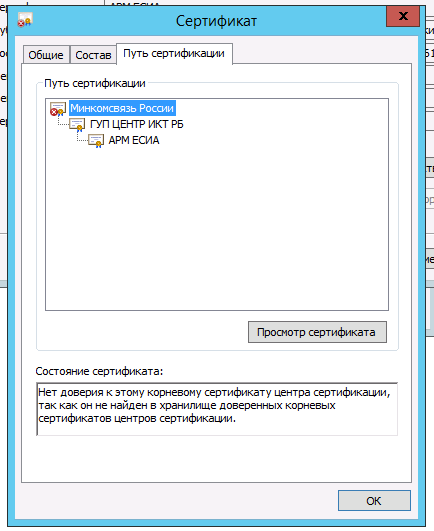 АРМ ЕСИА
Сертификат
Общие
Состав
Путь сертификации
Путь сертификации
Минкомсвязь России
ГУП ЦЕНТР ИКТ РБ
АРМ ЕСИА
Просмотр сертификата
Состояние сертификата:
Нет доверия к этому корневому сертификату центра сертификации,
так как он не найден в хранилище доверенных корневых
сертификатов центров сертификации.
ОК